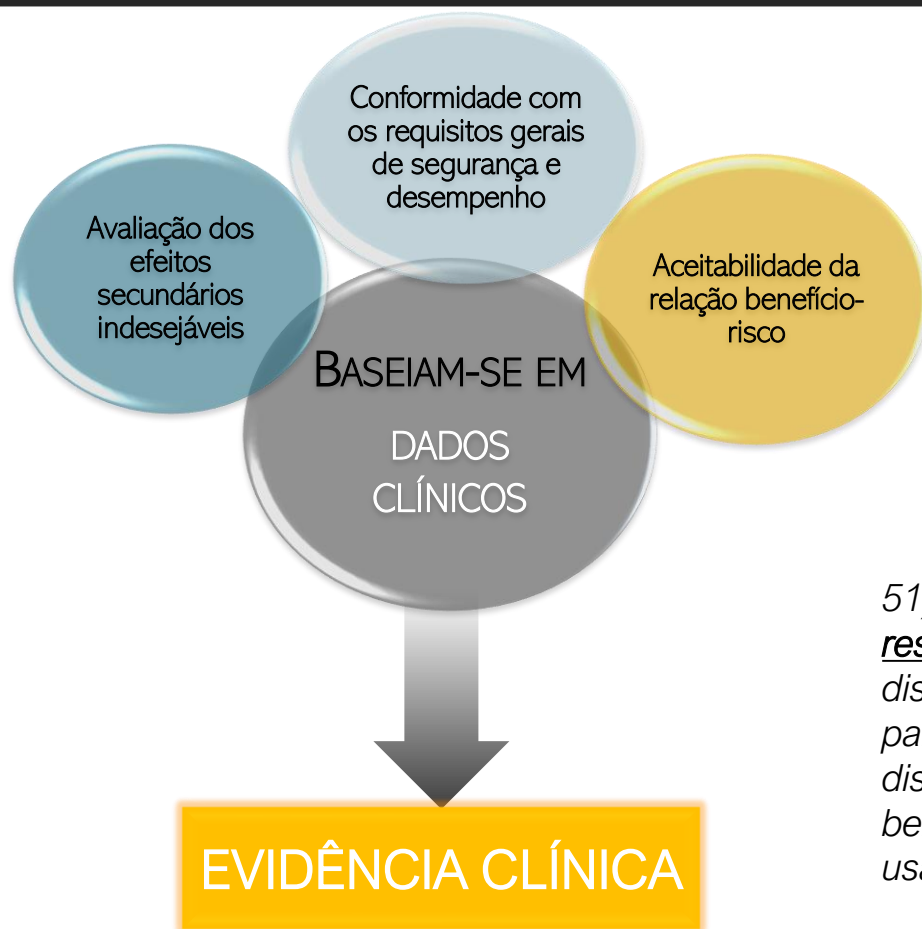 Conformidade com
os requisitos gerais
de segurança e
desempenho
Avaliação dos
efeitos
secundários
indesejáveis
Aceitabilidade da
relação benefício-
risco
BASEIAM-SE EM
DADOS
CLÍNICOS
EVIDÊNCIA CLÍNICA
51